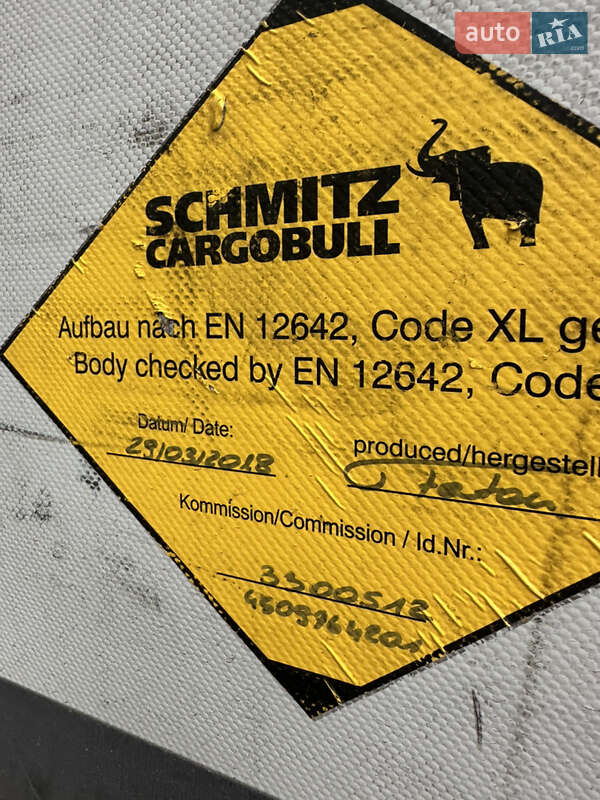 auto RIA
SCHMITZ
CARGOBULL
Aufbau nach EN 12642, Code XL ge
Body checked by EN 12642, Code
Datum/ Date:
29/03/2018
produced/hergestell
Kommission/Commission / Id.Nr.:
3300512